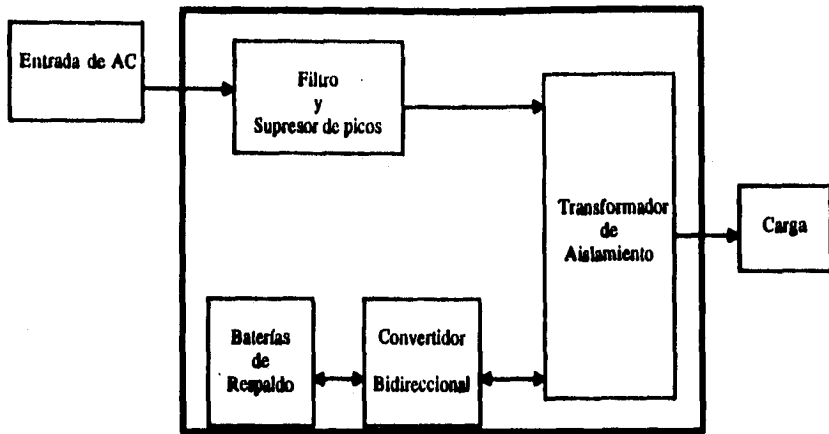 Entrada de AC
Filtro
y
Supresor de picos
Transformador
de
Aislamiento
Carga
Baterías
de
Respaldo
Convertidor
Bidireccional